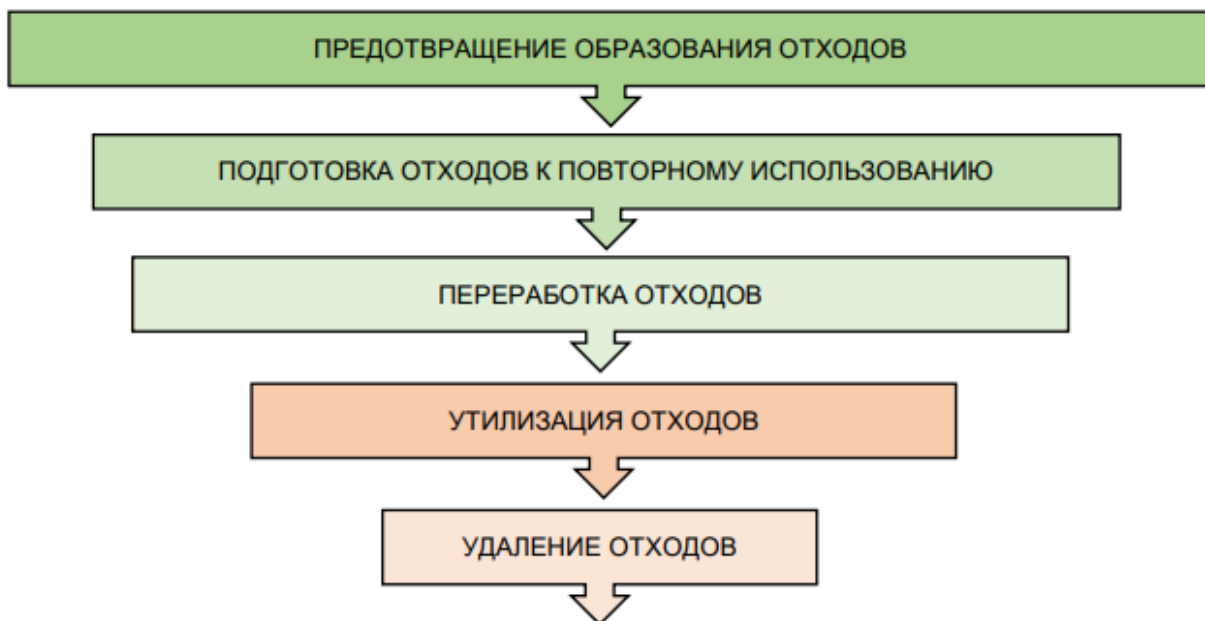 ПРЕДОТВРАЩЕНИЕ ОБРАЗОВАНИЯ ОТХОДОВ
ПОДГОТОВКА ОТХОДОВ К ПОВТОРНОМУ ИСПОЛЬЗОВАНИЮ
ПЕРЕРАБОТКА ОТХОДОВ
УТИЛИЗАЦИЯ ОТХОДОВ
УДАЛЕНИЕ ОТХОДОВ